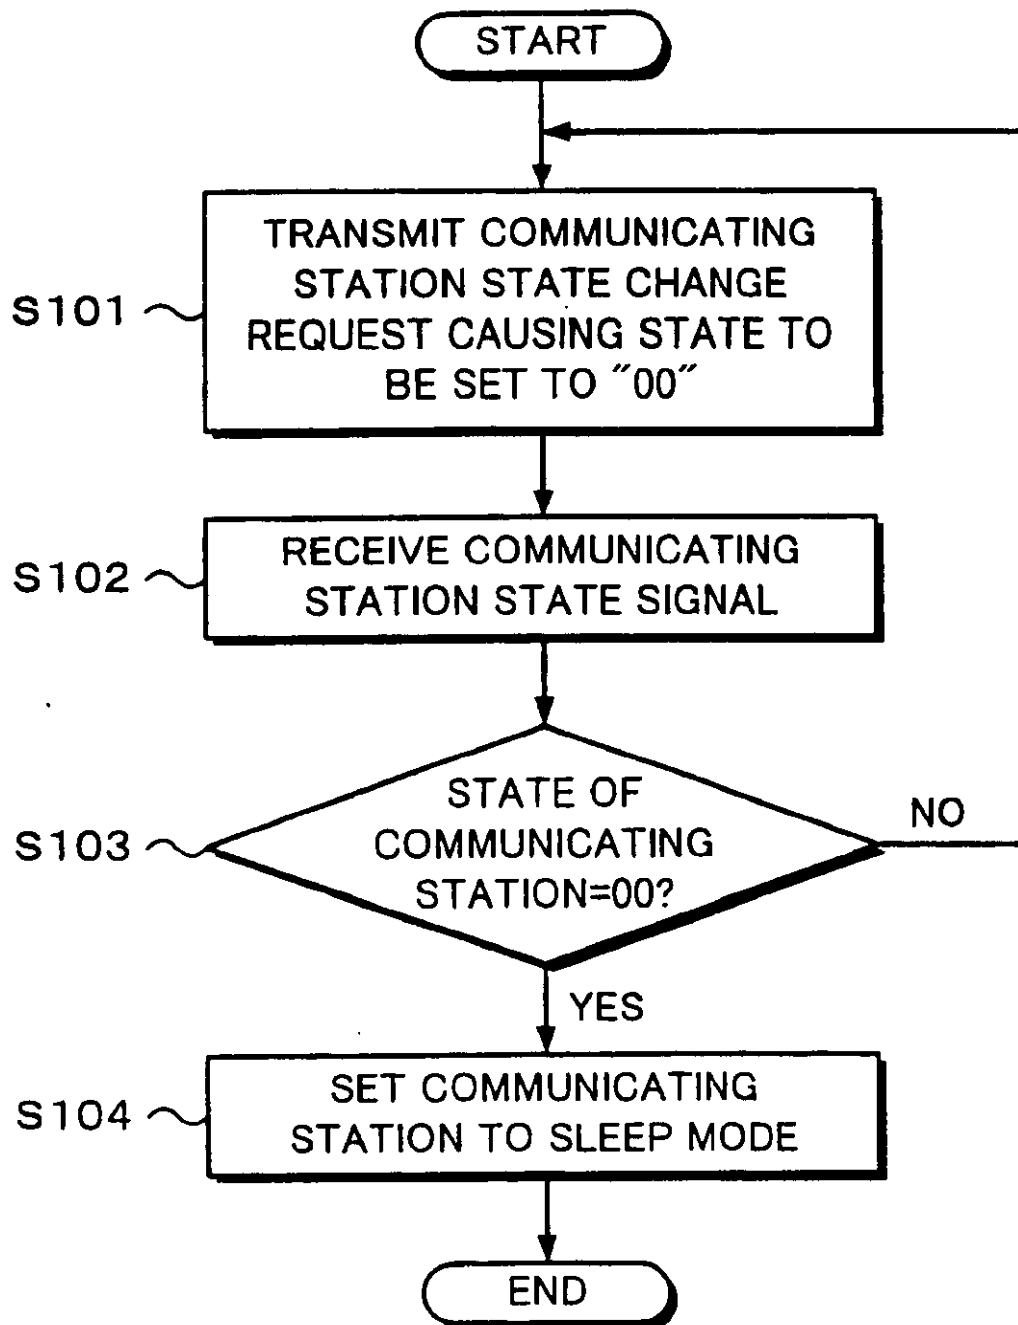 START
S101
TRANSMIT COMMUNICATING
STATION STATE CHANGE
REQUEST CAUSING STATE TO
BE SET TO "00"
S102
RECEIVE COMMUNICATING
STATION STATE SIGNAL
S103
STATE OF
COMMUNICATING
STATION=00?
NO
YES
S104
SET COMMUNICATING
STATION TO SLEEP MODE
END